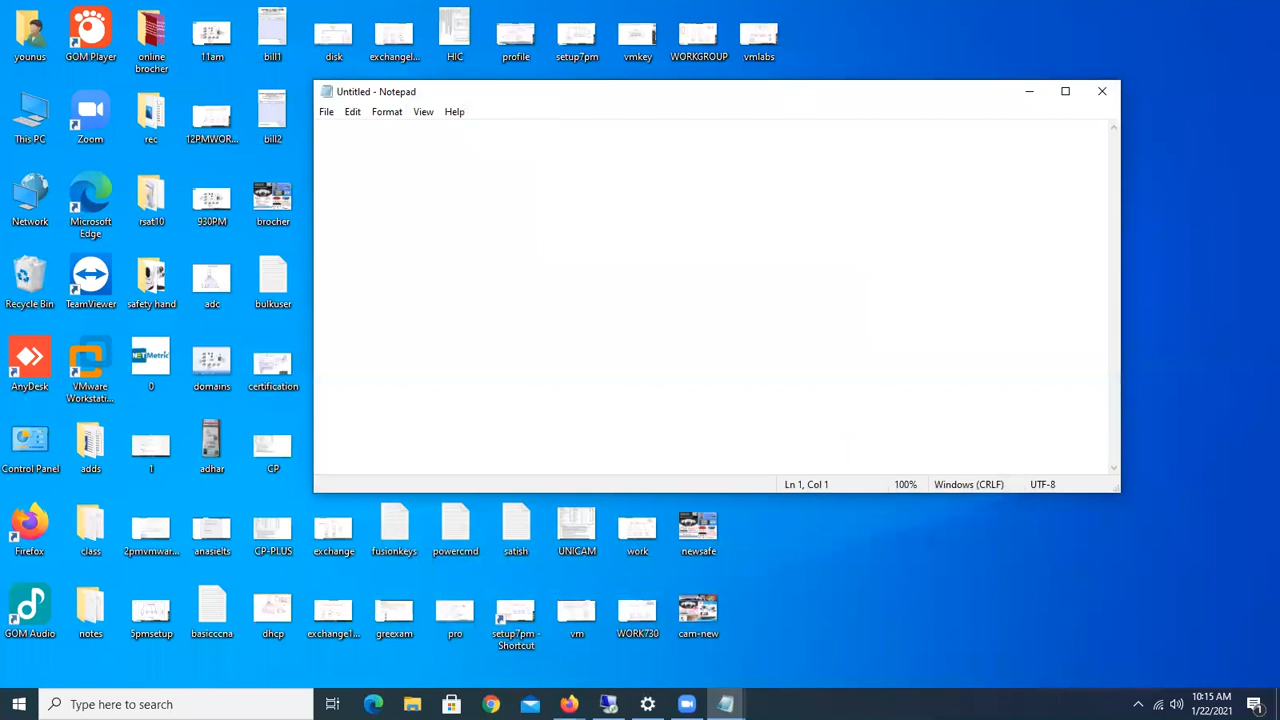 younus
GOM Player
online
brocher
11am
bill1
disk
exchangel...
HIC
profile
setup7pm
vmkey
WORKGROUP
vmlabs
Untitled - Notepad
File Edit Format View Help
This PC
Zoom
rec
12PMWOR...
bill2
Network
Microsoft
Edge
rsat10
930PM
brocher
Recycle Bin
TeamViewer
safety hand
adc
bulkuser
AnyDesk
VMware
Workstati...
0
domains
certification
Control Panel
adds
1
adhar
CP
Ln 1, Col 1 100% Windows (CRLF) UTF-8
Firefox
class
2pmvmwar...
anasielts
CP-PLUS
exchange
fusionkeys
powercmd
satish
UNICAM
work
newsafe
GOM Audio
notes
5pmsetup
basicccna
dhcp
exchange1...
greexam
pro
setup7pm -
Shortcut
vm
WORK730
cam-new
Type here to search
10:15 AM
1/22/2021